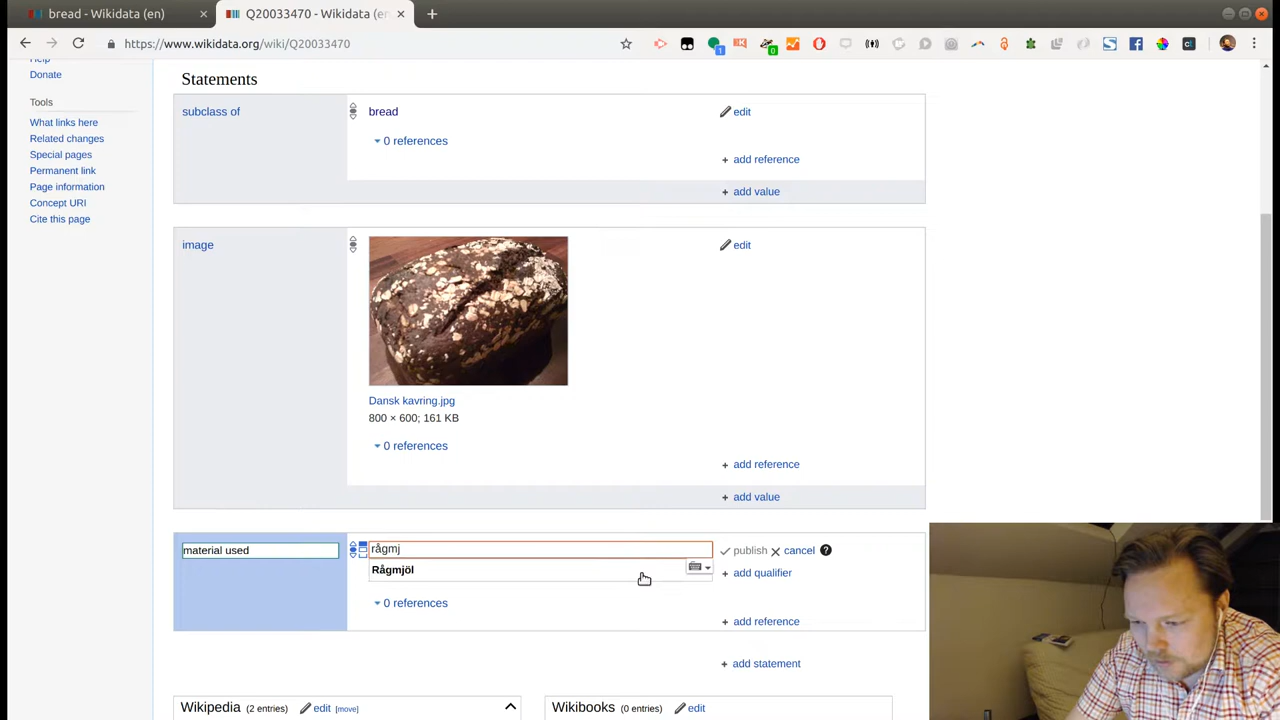 bread - Wikidata (en)
Q20033470 - Wikidata (en
https://www.wikidata.org/wiki/Q20033470
1
0
Help
Donate
Tools
What links here
Related changes
Special pages
Permanent link
Page information
Concept URI
Cite this page
Statements
subclass of
bread
edit
0 references
+ add reference
+ add value
image
edit
Dansk kavring.jpg
800 × 600; 161 KB
0 references
+ add reference
+ add value
material used
rågmj
publish
cancel
?
Rågmjöl
+ add qualifier
0 references
+ add reference
+ add statement
Wikipedia (2 entries)
edit [move]
Wikibooks (0 entries)
edit